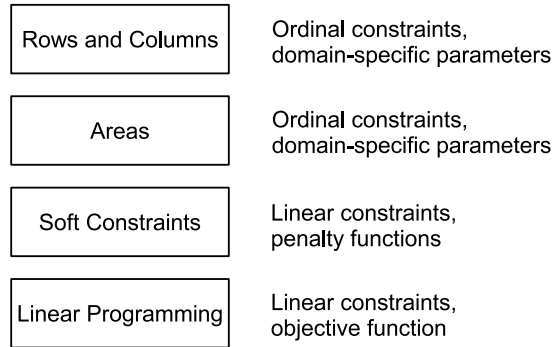 Rows and Columns
Ordinal constraints,
domain-specific parameters
Areas
Ordinal constraints,
domain-specific parameters
Soft Constraints
Linear constraints,
penalty functions
Linear Programming
Linear constraints,
objective function